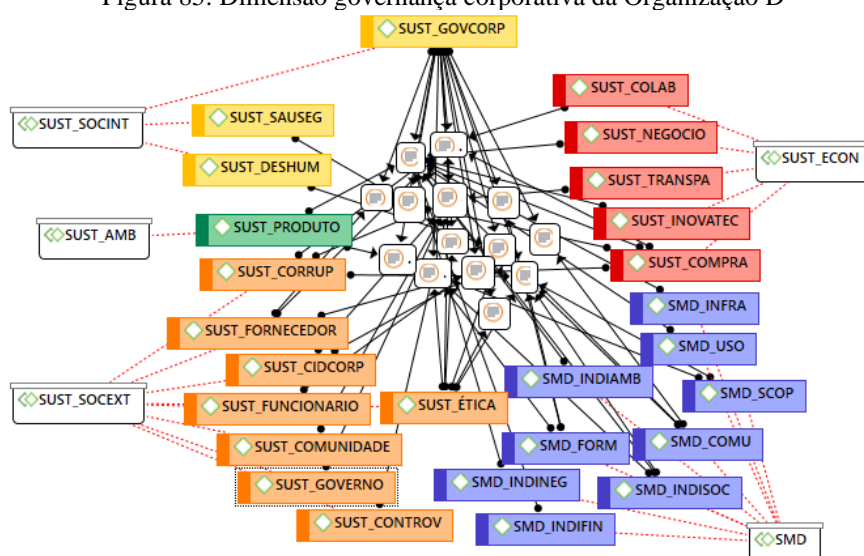 Figura 85: Dimensão governança corporativa da Organização D
SUST_GOVCORP
SUST_COLAB
SUST_SOCINT
SUST_SAUSEG
SUST_NEGOCIO
SUST_ECON
SUST_DESHUM
SUST_TRANSPA
SUST_AMB
SUST_PRODUTO
SUST_INOVATEC
SUST_CORRUP
SUST_COMPRA
SMD_INFRA
SUST_FORNECEDOR
SMD_USO
SUST_CIDCORP
SMD_INDIAMB
SMD_SCOP
SUST_SOCEXT
SUST_FUNCIONARIO
SUST_ÉTICA
SUST_COMUNIDADE
SMD_FORM
SMD_COMU
SUST_GOVERNO
SMD_INDINEG
SMD_INDISOC
SUST_CONTROV
SMD_INDIFIN
SMD